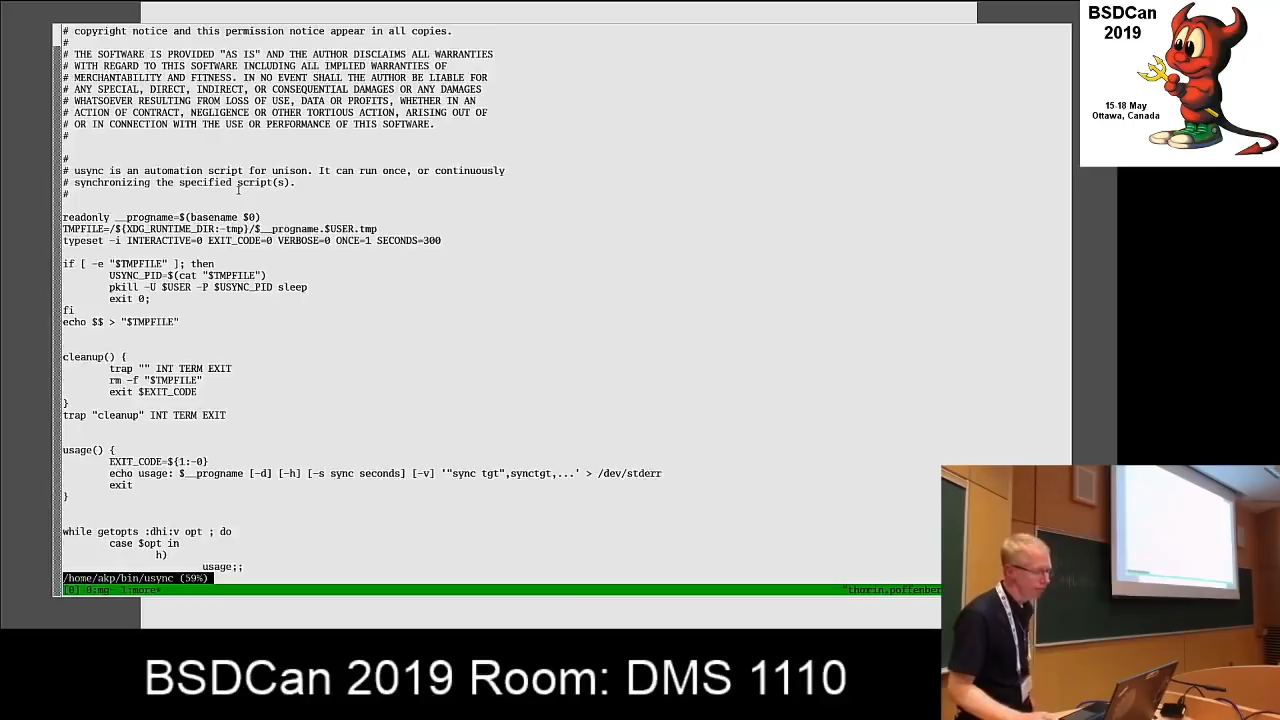 # copyright notice and this permission notice appear in all copies.
#
# THE SOFTWARE IS PROVIDED "AS IS" AND THE AUTHOR DISCLAIMS ALL WARRANTIES
# WITH REGARD TO THIS SOFTWARE INCLUDING ALL IMPLIED WARRANTIES OF
# MERCHANTABILITY AND FITNESS. IN NO EVENT SHALL THE AUTHOR BE LIABLE FOR
# ANY SPECIAL, DIRECT, INDIRECT, OR CONSEQUENTIAL DAMAGES OR ANY DAMAGES
# WHATSOEVER RESULTING FROM LOSS OF USE, DATA OR PROFITS, WHETHER IN AN
# ACTION OF CONTRACT, NEGLIGENCE OR OTHER TORTIOUS ACTION, ARISING OUT OF
# OR IN CONNECTION WITH THE USE OR PERFORMANCE OF THIS SOFTWARE.
#
#
# usync is an automation script for unison. It can run once, or continuously
# synchronizing the specified script(s).
#
readonly __progname=$(basename $0)
TMPFILE=/${XDG_RUNTIME_DIR:-tmp}/$__progname.$USER.tmp
typeset -i INTERACTIVE=0 EXIT_CODE=0 VERBOSE=0 ONCE=1 SECONDS=300
if [ -e "$TMPFILE" ]; then
USYNC_PID=$(cat "$TMPFILE")
pkill -U $USER -P $USYNC_PID sleep
exit 0;
fi
echo $$ > "$TMPFILE"
cleanup() {
trap "" INT TERM EXIT
rm -f "$TMPFILE"
exit $EXIT_CODE
}
trap "cleanup" INT TERM EXIT
usage() {
EXIT_CODE=${1:-0}
echo usage: $__progname [-d] [-h] [-s sync seconds] [-v] '"sync tgt",synctgt,...' > /dev/stderr
exit
}
while getopts :dhi:v opt ; do
case $opt in
h)
usage;;
/home/akp/bin/usync (59%)
[0] 0:mg- 1:more* "thorin.poffenber
BSDCan
2019
15-18 May
Ottawa, Canada
BSDCan 2019 Room: DMS 1110